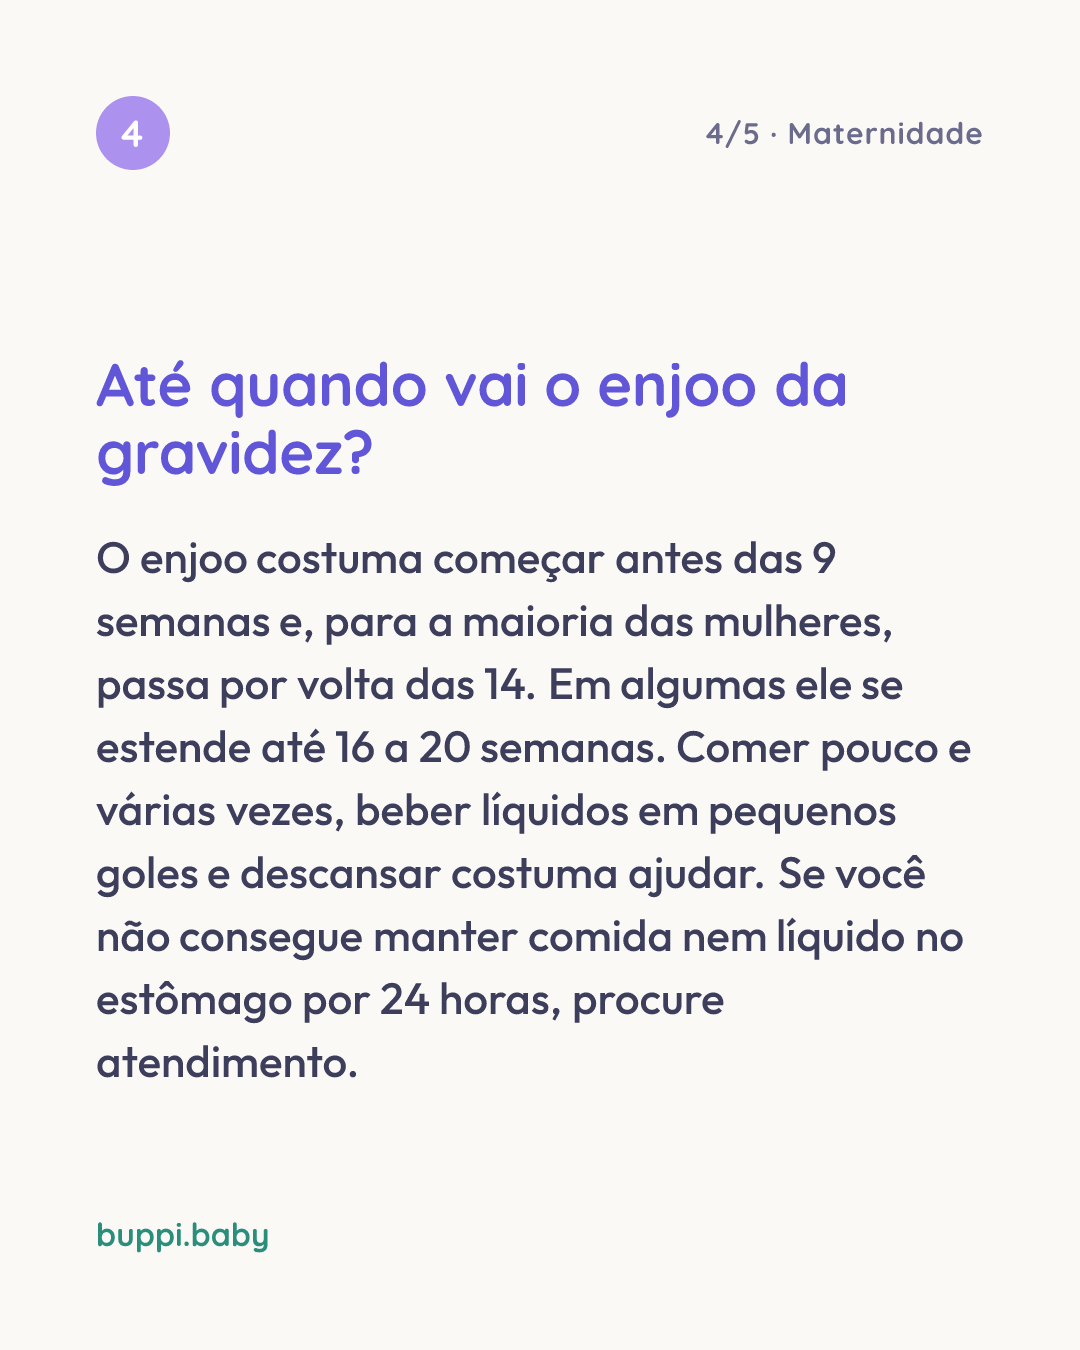 4
4/5 · Maternidade
Até quando vai o enjoo da
gravidez?
O enjoo costuma começar antes das 9
semanas e, para a maioria das mulheres,
passa por volta das 14. Em algumas ele se
estende até 16 a 20 semanas. Comer pouco e
várias vezes, beber líquidos em pequenos
goles e descansar costuma ajudar. Se você
não consegue manter comida nem líquido no
estômago por 24 horas, procure
atendimento.
buppi.baby